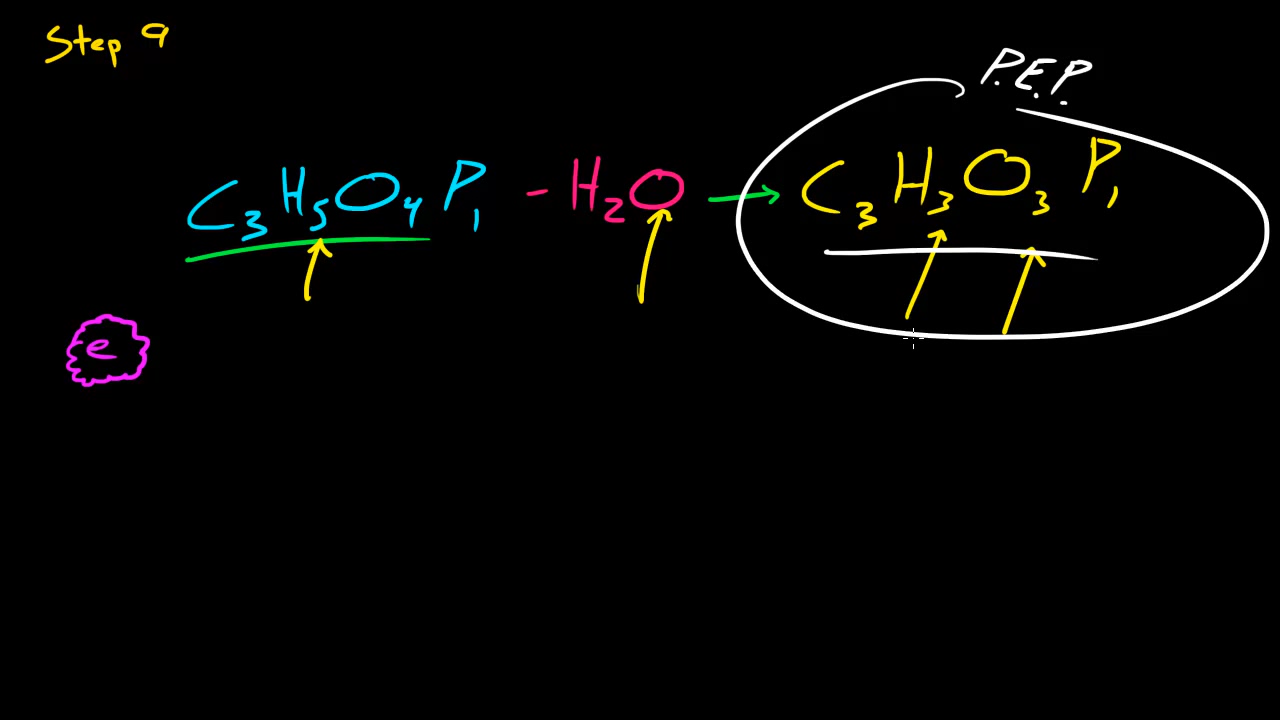 Step 9
P.E.P.
C3H5O4P1 - H2O → C3H3O3P1
e